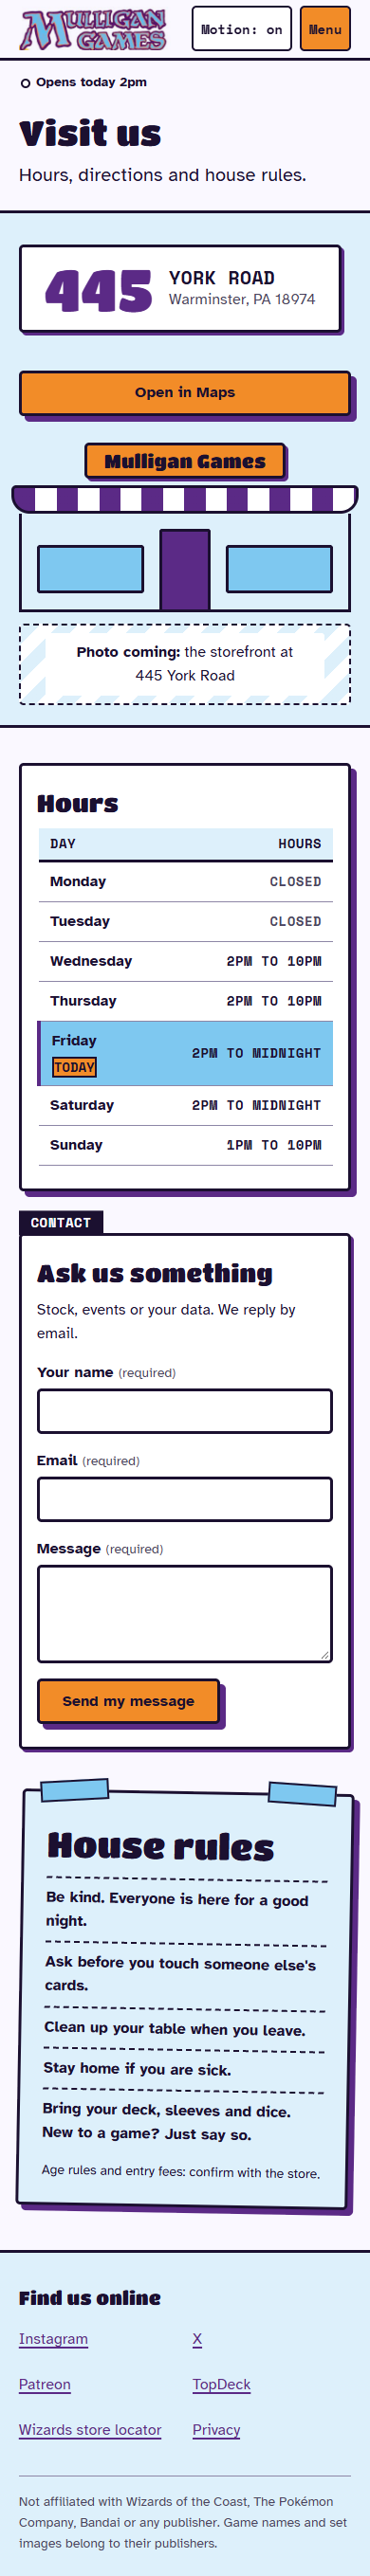 MULLIGAN
GAMES
Motion: on
Menu
Opens today 2pm
Visit us
Hours, directions and house rules.
445
YORK ROAD
Warminster, PA 18974
Open in Maps
Mulligan Games
Photo coming: the storefront at
445 York Road
Hours
DAY HOURS
Monday CLOSED
Tuesday CLOSED
Wednesday 2PM TO 10PM
Thursday 2PM TO 10PM
Friday 2PM TO MIDNIGHT
TODAY
Saturday 2PM TO MIDNIGHT
Sunday 1PM TO 10PM
CONTACT
Ask us something
Stock, events or your data. We reply by
email.
Your name (required)
Email (required)
Message (required)
Send my message
House rules
Be kind. Everyone is here for a good
night.
Ask before you touch someone else's
cards.
Clean up your table when you leave.
Stay home if you are sick.
Bring your deck, sleeves and dice.
New to a game? Just say so.
Age rules and entry fees: confirm with the store.
Find us online
Instagram X
Patreon TopDeck
Wizards store locator Privacy
Not affiliated with Wizards of the Coast, The Pokémon
Company, Bandai or any publisher. Game names and set
images belong to their publishers.